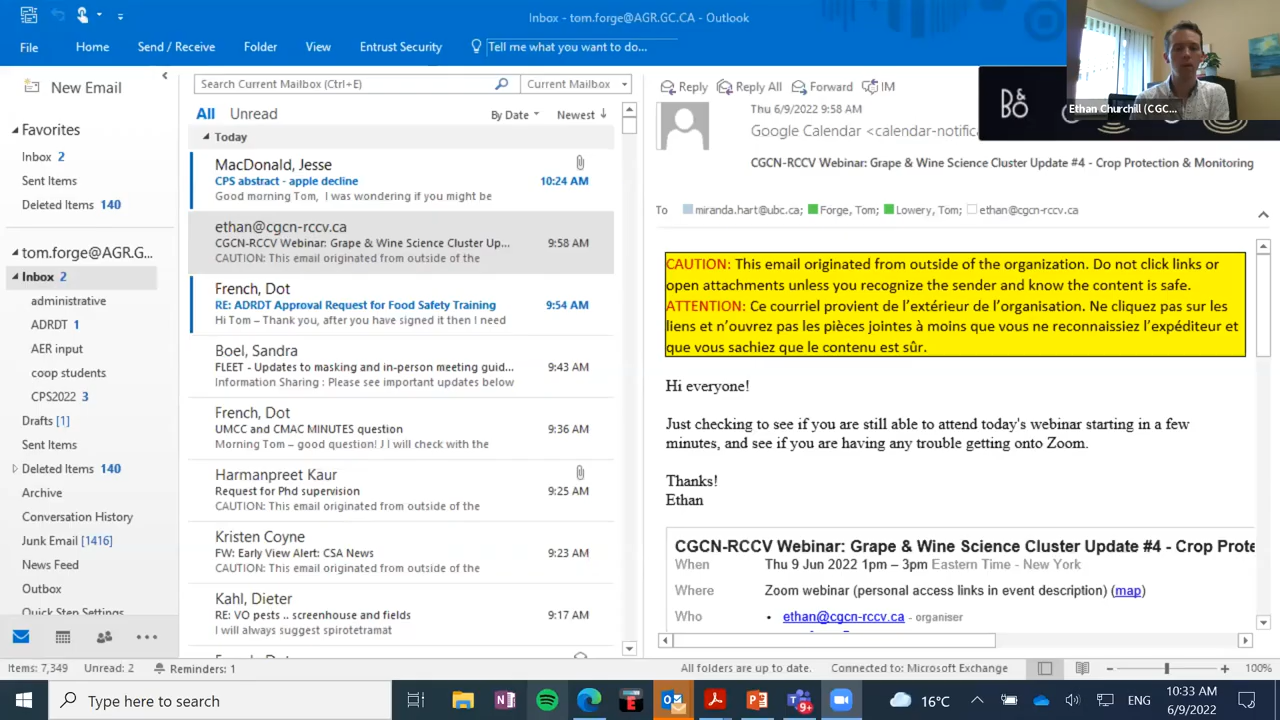 Inbox - tom.forge@AGR.GC.CA - Outlook
File Home Send / Receive Folder View Entrust Security Tell me what you want to do...
New Email
Favorites
Inbox 2
Sent Items
Deleted Items 140
tom.forge@AGR.G...
Inbox 2
administrative
ADRDT 1
AER input
coop students
CPS2022 3
Drafts [1]
Sent Items
Deleted Items 140
Archive
Conversation History
Junk Email [1416]
News Feed
Outbox
Quick Step Settings
Search Current Mailbox (Ctrl+E) Current Mailbox
All Unread By Date Newest
Today
MacDonald, Jesse
CPS abstract - apple decline 10:24 AM
Good morning Tom, I was wondering if you might be
ethan@cgcn-rccv.ca
CGCN-RCCV Webinar: Grape & Wine Science Cluster Up... 9:58 AM
CAUTION: This email originated from outside of the
French, Dot
RE: ADRDT Approval Request for Food Safety Training 9:54 AM
Hi Tom – Thank you, after you have signed it then I need
Boel, Sandra
FLEET - Updates to masking and in-person meeting guid... 9:43 AM
Information Sharing : Please see important updates below
French, Dot
UMCC and CMAC MINUTES question 9:36 AM
Morning Tom – good question! J I will check with the
Harmanpreet Kaur
Request for Phd supervision 9:25 AM
CAUTION: This email originated from outside of the
Kristen Coyne
FW: Early View Alert: CSA News 9:23 AM
CAUTION: This email originated from outside of the
Kahl, Dieter
RE: VO pests .. screenhouse and fields 9:17 AM
I will always suggest spirotetramat
Reply Reply All Forward IM
Thu 6/9/2022 9:58 AM
Google Calendar <calendar-notifica
CGCN-RCCV Webinar: Grape & Wine Science Cluster Update #4 - Crop Protection & Monitoring
To miranda.hart@ubc.ca; Forge, Tom; Lowery, Tom; ethan@cgcn-rccv.ca
CAUTION: This email originated from outside of the organization. Do not click links or
open attachments unless you recognize the sender and know the content is safe.
ATTENTION: Ce courriel provient de l'extérieur de l'organisation. Ne cliquez pas sur les
liens et n'ouvrez pas les pièces jointes à moins que vous ne reconnaissiez l'expéditeur et
que vous sachiez que le contenu est sûr.
Hi everyone!
Just checking to see if you are still able to attend today's webinar starting in a few
minutes, and see if you are having any trouble getting onto Zoom.
Thanks!
Ethan
CGCN-RCCV Webinar: Grape & Wine Science Cluster Update #4 - Crop Prote
When Thu 9 Jun 2022 1pm – 3pm Eastern Time - New York
Where Zoom webinar (personal access links in event description) (map)
Who • ethan@cgcn-rccv.ca - organiser
B&O
Ethan Churchill (CGC...
Items: 7,349 Unread: 2 Reminders: 1 All folders are up to date. Connected to: Microsoft Exchange 100%
Type here to search 9+ 16°C ENG 10:33 AM
6/9/2022